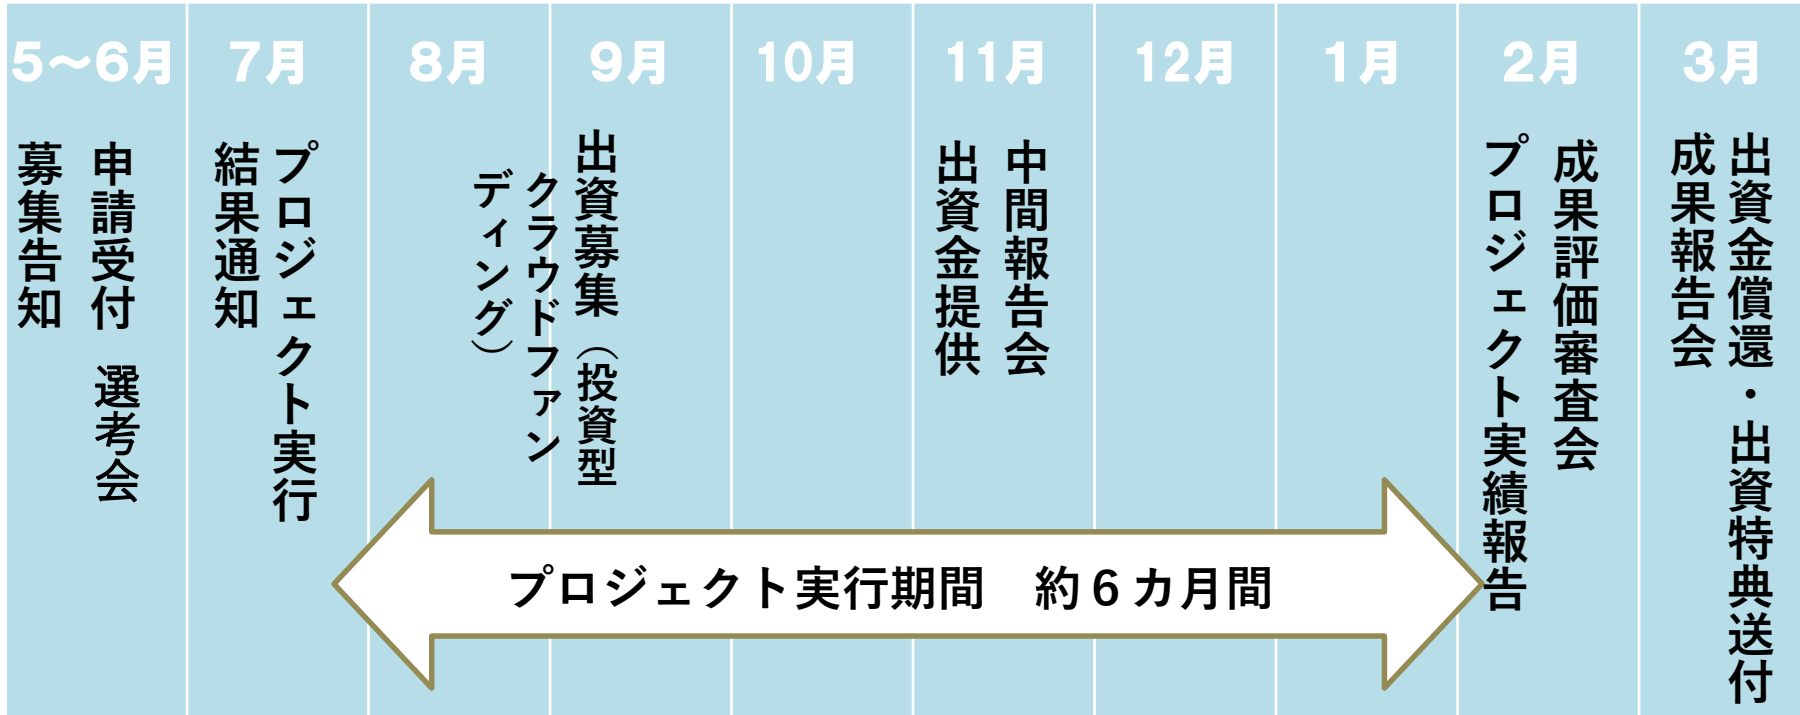 5～6月
7月
8月
9月
10月
11月
12月
1月
2月
3月
申請受付　選考会
募集告知
プロジェクト実行
結果通知
出資募集（投資型
クラウドファン
ディング）
中間報告会
出資金提供
成果評価審査会
プロジェクト実績報告
出資金償還・出資特典送付
成果報告会
プロジェクト実行期間　約６カ月間